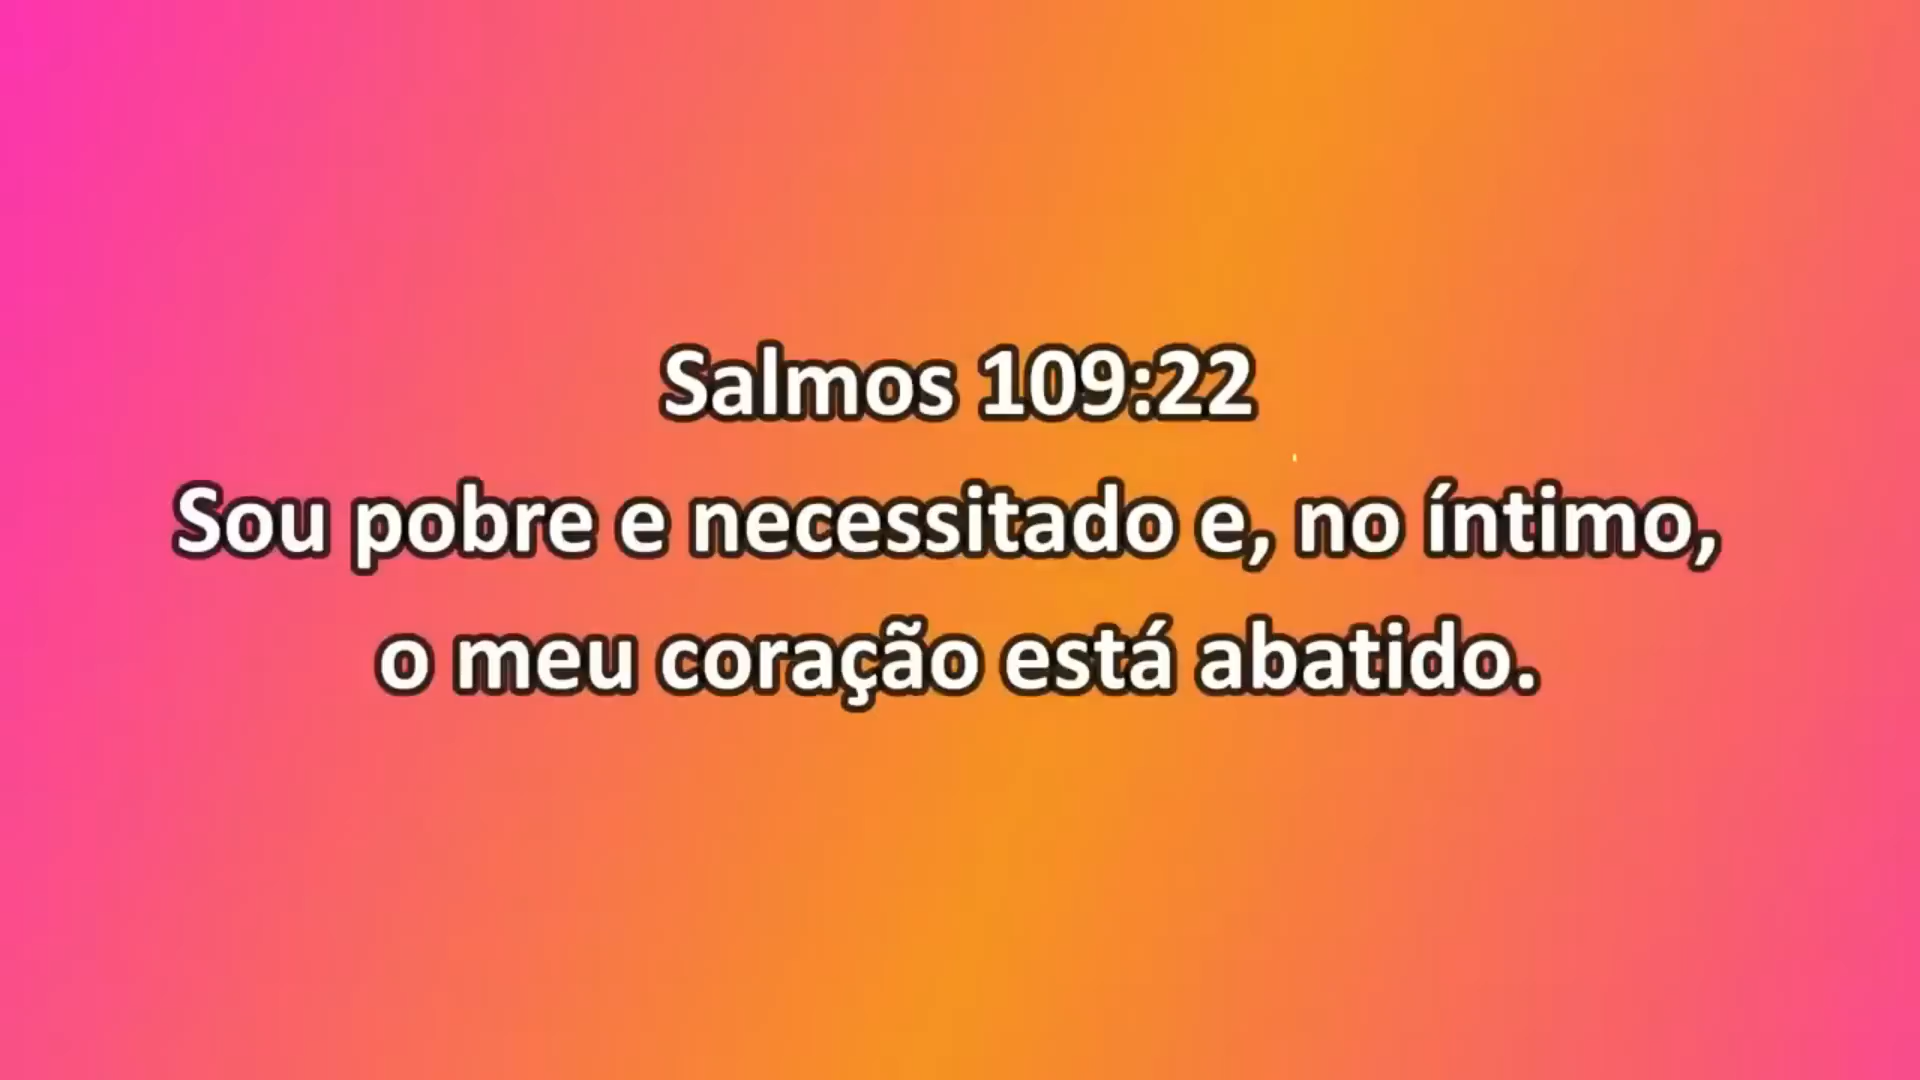 Salmos 109:22
Sou pobre e necessitado e, no íntimo,
o meu coração está abatido.